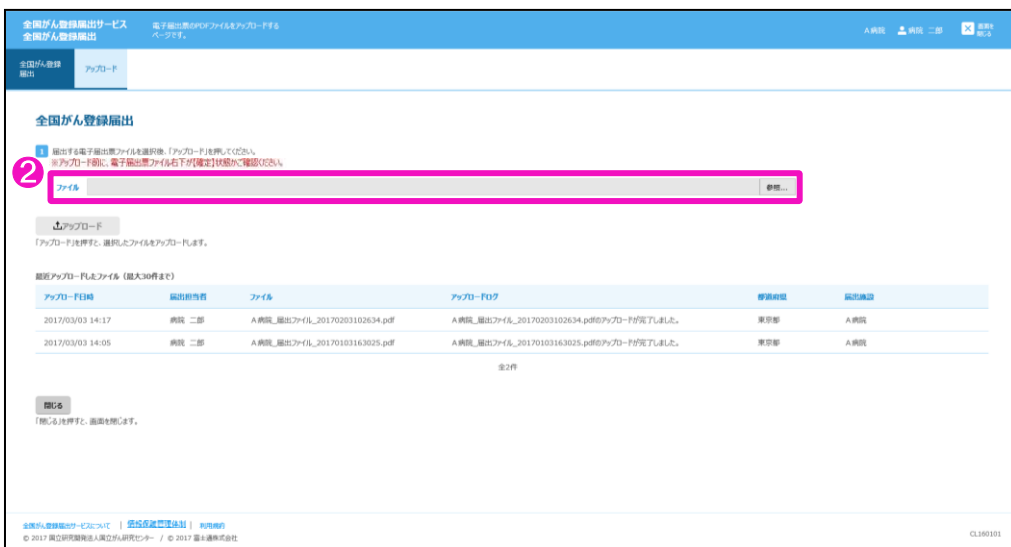 全国がん登録届出サービス
全国がん登録届出
電子届出票のPDFファイルをアップロードする
ページです。
A病院 病院 二郎 画面を
閉じる
全国がん登録
届出
アップロード
全国がん登録届出
1 届出する電子届出票ファイルを選択後、「アップロード」を押してください。
※アップロード前に、電子届出票ファイル右下が【確定】状態かご確認ください。
2
ファイル 参照...
アップロード
「アップロード」を押すと、選択したファイルをアップロードします。
最近アップロードしたファイル（最大30件まで）
アップロード日時 届出担当者 ファイル アップロードログ 都道府県 届出施設
2017/03/03 14:17 病院 二郎 A病院_届出ファイル_20170203102634.pdf A病院_届出ファイル_20170203102634.pdfのアップロードが完了しました。 東京都 A病院
2017/03/03 14:05 病院 二郎 A病院_届出ファイル_20170103163025.pdf A病院_届出ファイル_20170103163025.pdfのアップロードが完了しました。 東京都 A病院
全2件
閉じる
「閉じる」を押すと、画面を閉じます。
全国がん登録届出サービスについて | 情報保護管理体制 | 利用規約
© 2017 国立研究開発法人国立がん研究センター / © 2017 富士通株式会社
CL160101